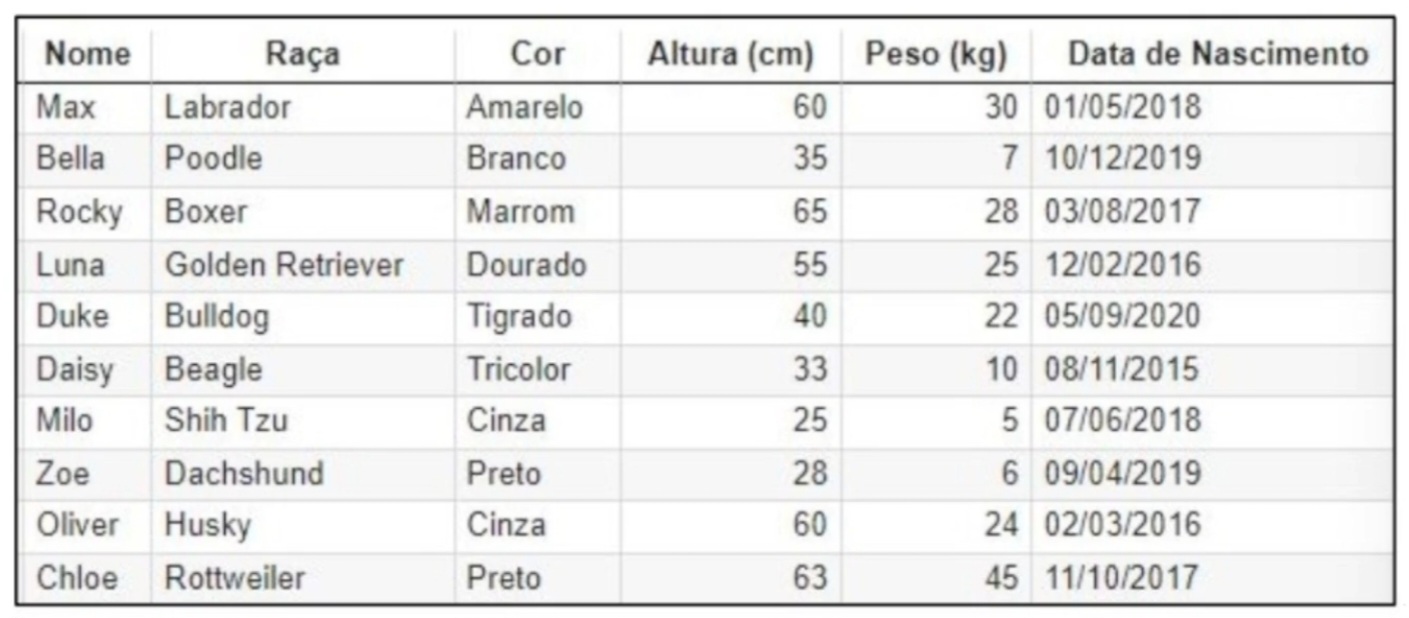 Nome Raça Cor Altura (cm) Peso (kg) Data de Nascimento
Max Labrador Amarelo 60 30 01/05/2018
Bella Poodle Branco 35 7 10/12/2019
Rocky Boxer Marrom 65 28 03/08/2017
Luna Golden Retriever Dourado 55 25 12/02/2016
Duke Bulldog Tigrado 40 22 05/09/2020
Daisy Beagle Tricolor 33 10 08/11/2015
Milo Shih Tzu Cinza 25 5 07/06/2018
Zoe Dachshund Preto 28 6 09/04/2019
Oliver Husky Cinza 60 24 02/03/2016
Chloe Rottweiler Preto 63 45 11/10/2017